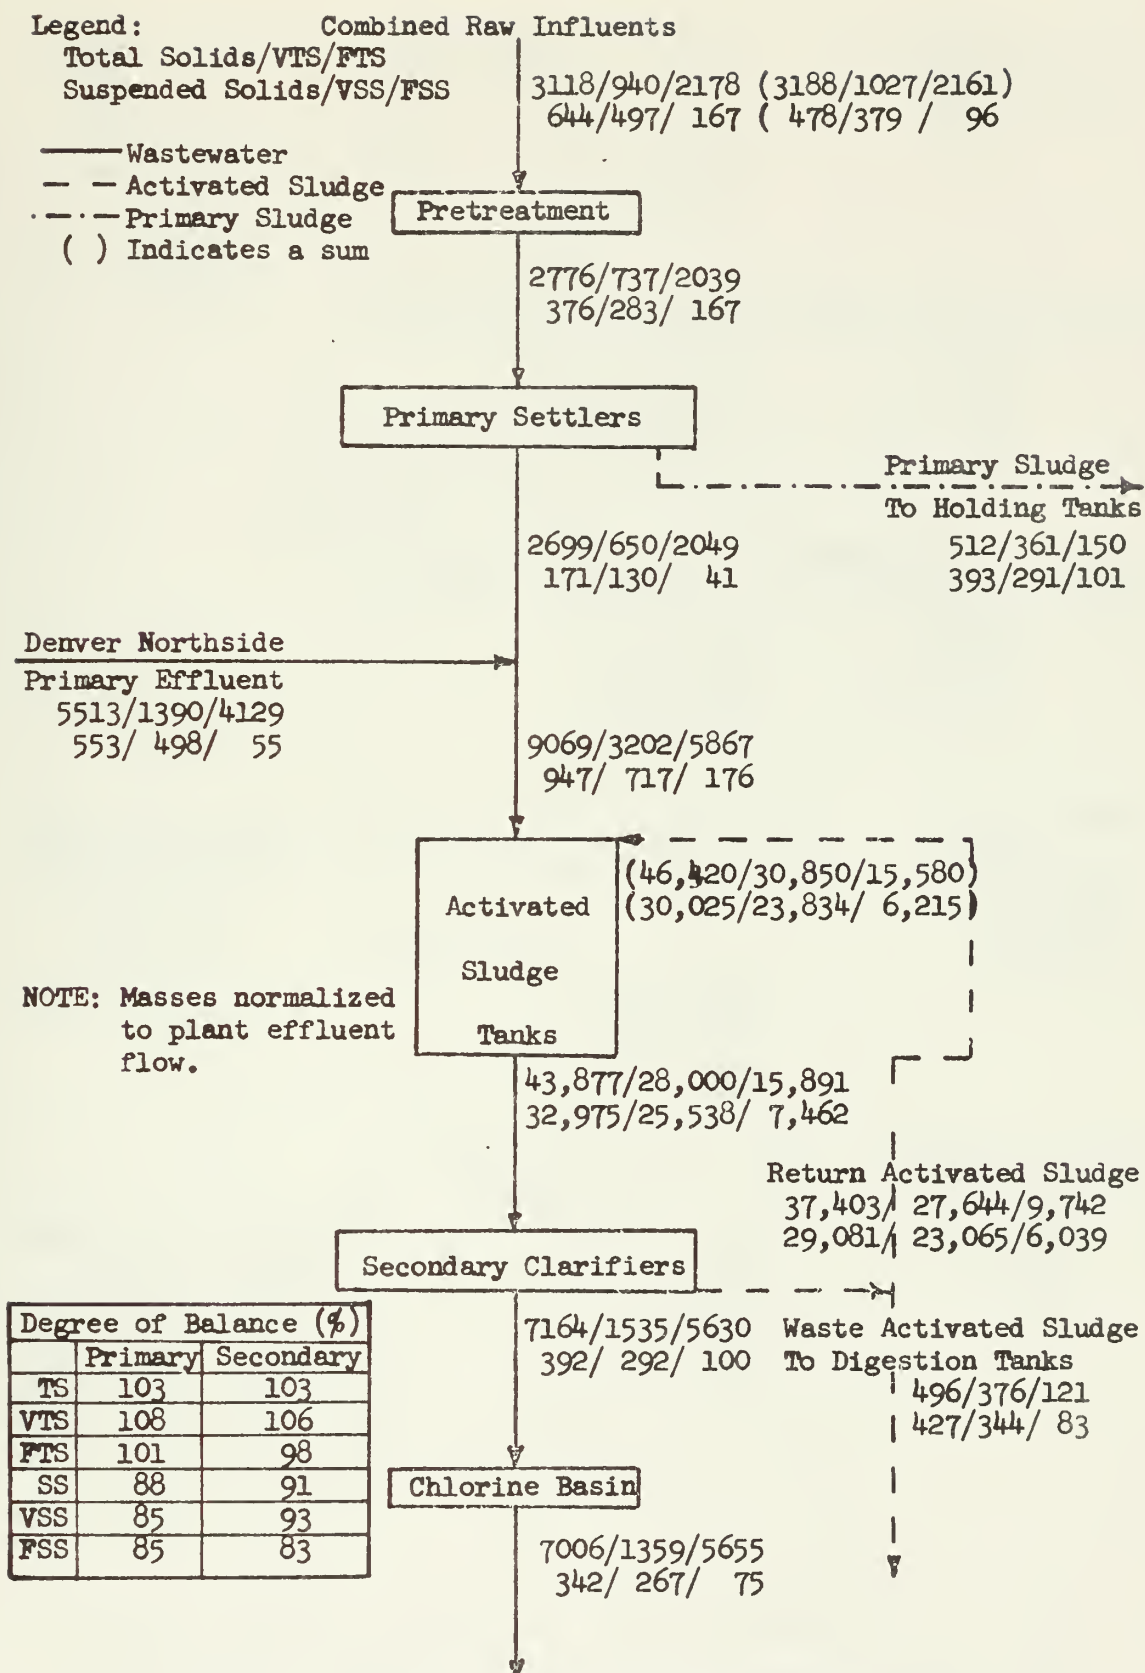 Legend:
Total Solids/VTS/FTS
Suspended Solids/VSS/FSS
Combined Raw Influents
3118/940/2178 (3188/1027/2161)
644/497/ 167 ( 478/379 / 96
Wastewater
Activated Sludge
Primary Sludge
( ) Indicates a sum
Pretreatment
2776/737/2039
376/283/ 167
Primary Settlers
Primary Sludge
To Holding Tanks
512/361/150
393/291/101
2699/650/2049
171/130/ 41
Denver Northside
Primary Effluent
5513/1390/4129
553/ 498/ 55
9069/3202/5867
947/ 717/ 176
Activated
Sludge
Tanks
(46,420/30,850/15,580)
(30,025/23,834/ 6,215)
NOTE: Masses normalized
to plant effluent
flow.
43,877/28,000/15,891
32,975/25,538/ 7,462
Return Activated Sludge
37,403/ 27,644/9,742
29,081/ 23,065/6,039
Secondary Clarifiers
7164/1535/5630
392/ 292/ 100
Waste Activated Sludge
To Digestion Tanks
496/376/121
427/344/ 83
Degree of Balance (%)
Primary Secondary
TS 103 103
VTS 108 106
FTS 101 98
SS 88 91
VSS 85 93
FSS 85 83
Chlorine Basin
7006/1359/5655
342/ 267/ 75